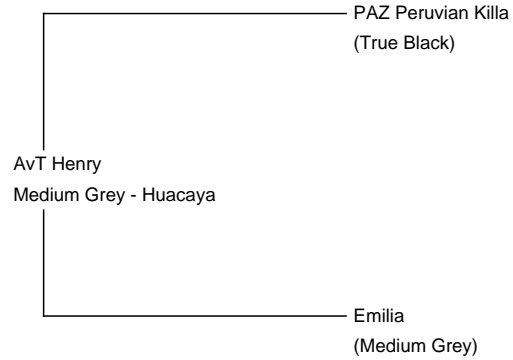 PAZ Peruvian Killa
(True Black)
AvT Henry
Medium Grey - Huacaya
Emilia
(Medium Grey)